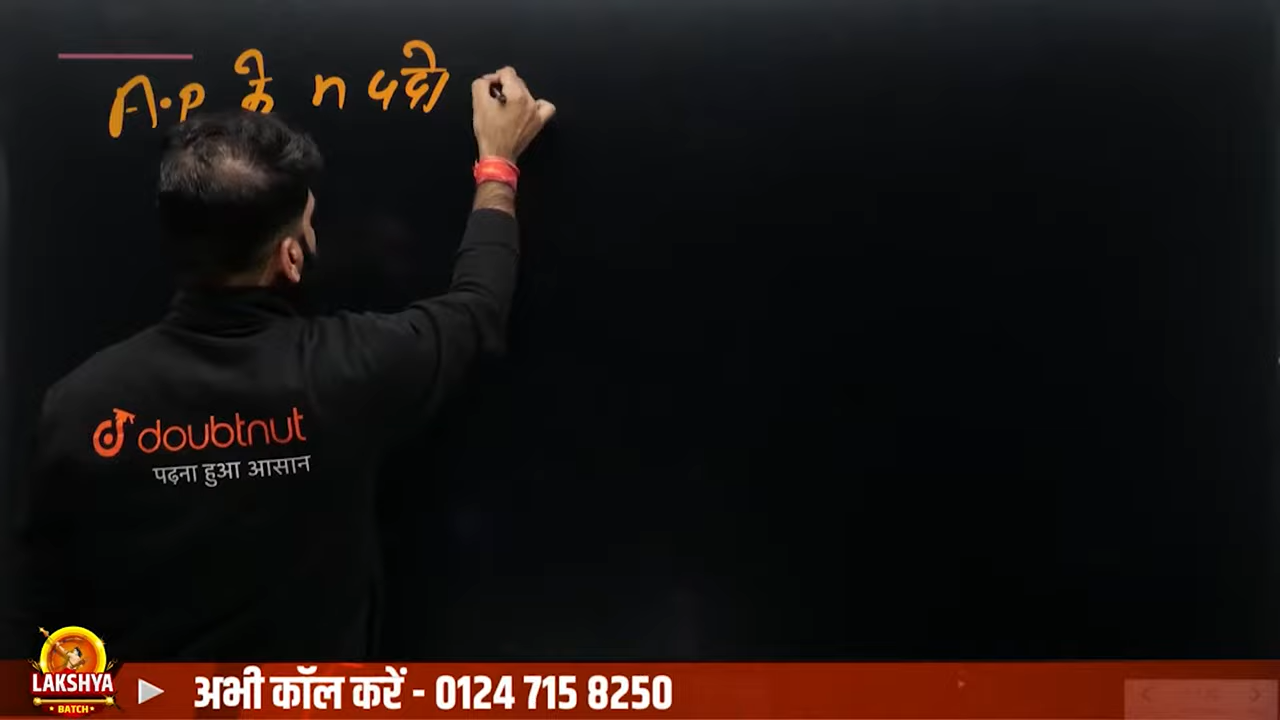 A.P के n पदों
doubtnut
पढ़ना हुआ आसान
LAKSHYA
BATCH
अभी कॉल करें - 0124 715 8250